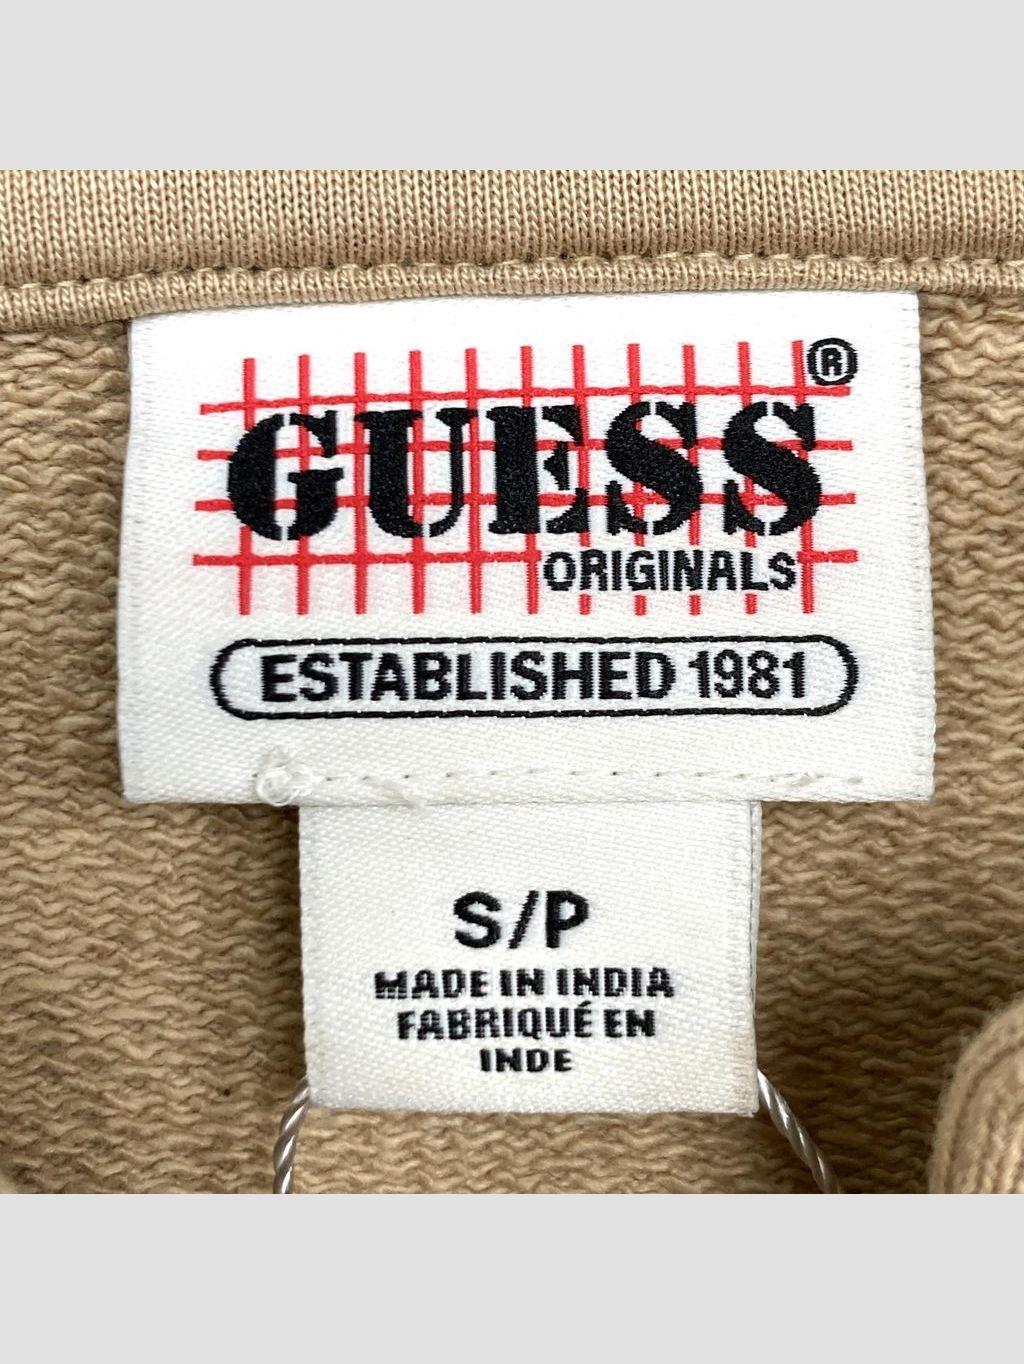 GUESS®
ORIGINALS
ESTABLISHED 1981
S/P
MADE IN INDIA
FABRIQUÉ EN
INDE